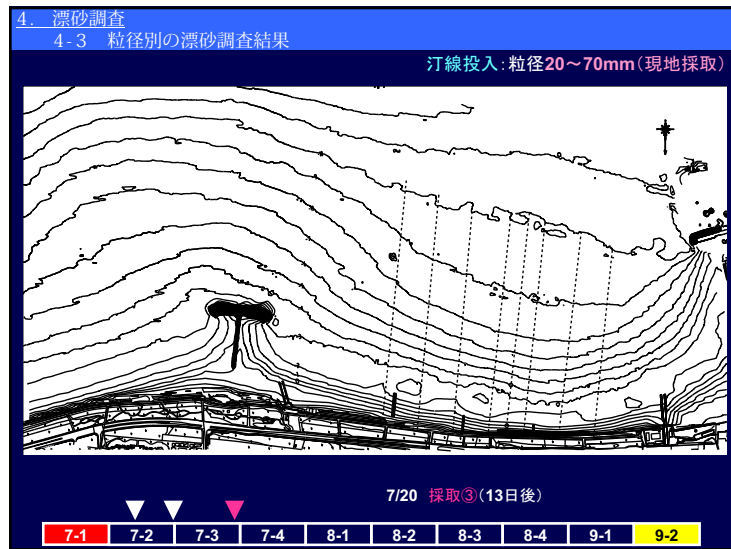 4. 漂砂調査
4-3 粒径別の漂砂調査結果
汀線投入:粒径20～70mm(現地採取)
7/20 採取③(13日後)
7-1 7-2 7-3 7-4 8-1 8-2 8-3 8-4 9-1 9-2